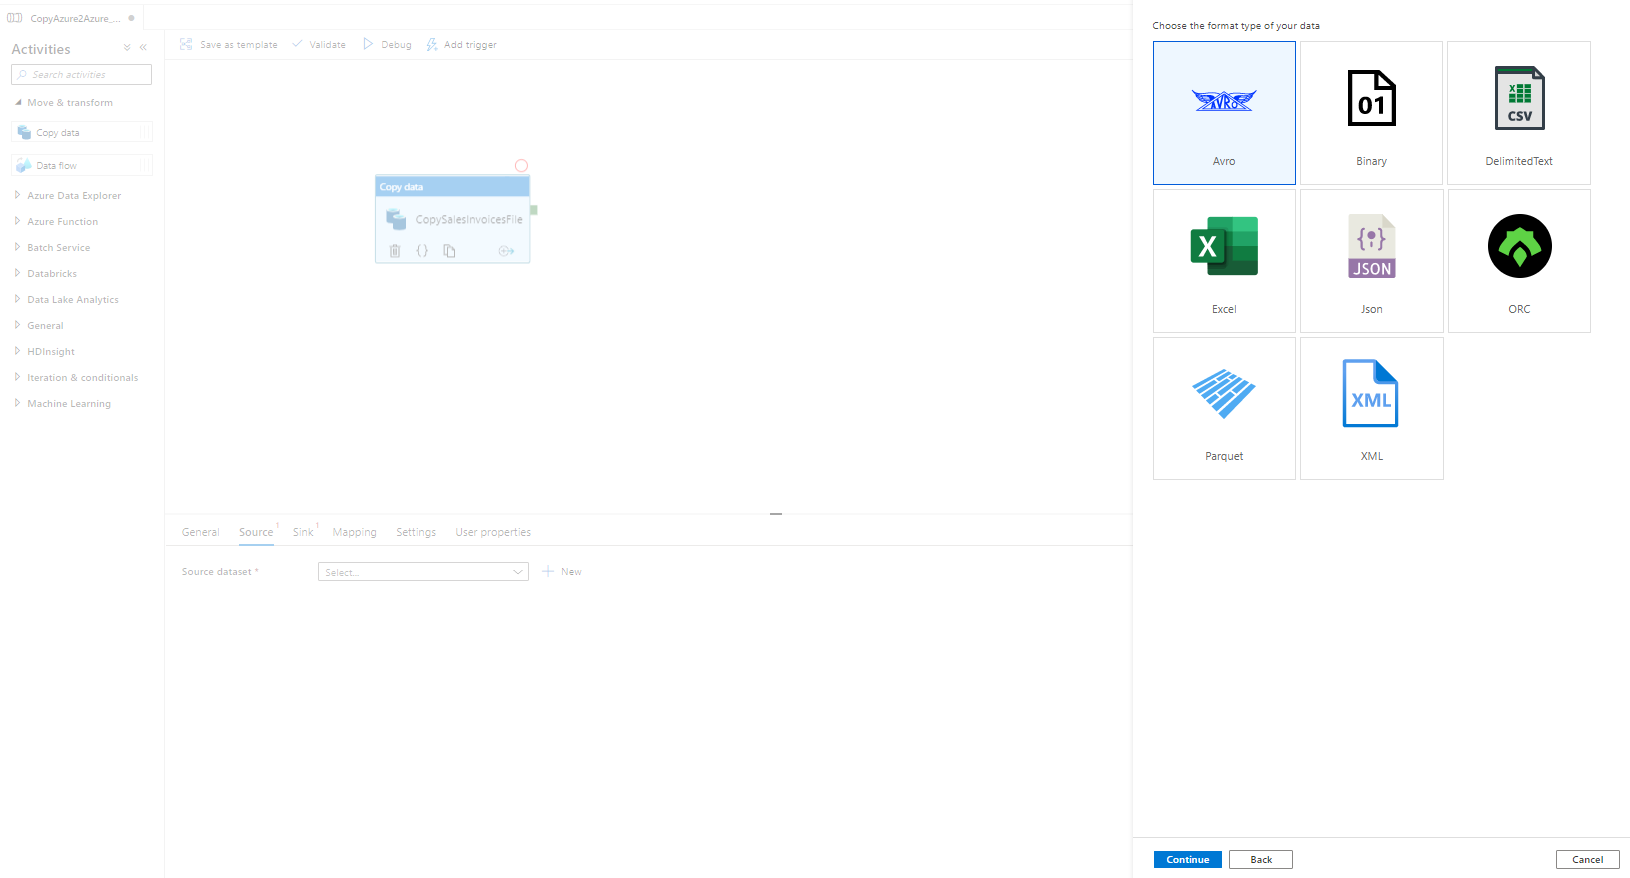 CopyAzure2Azure_...
Activities
Search activities
Move & transform
Copy data
Data flow
Azure Data Explorer
Azure Function
Batch Service
Databricks
Data Lake Analytics
General
HDInsight
Iteration & conditionals
Machine Learning
Save as template
Validate
Debug
Add trigger
Copy data
CopySalesInvoicesFile
General
Source 1
Sink 1
Mapping
Settings
User properties
Source dataset *
Select...
New
Choose the format type of your data
AVRO
Avro
01
Binary
X
CSV
DelimitedText
X
Excel
JSON
Json
ORC
Parquet
XML
XML
Continue
Back
Cancel